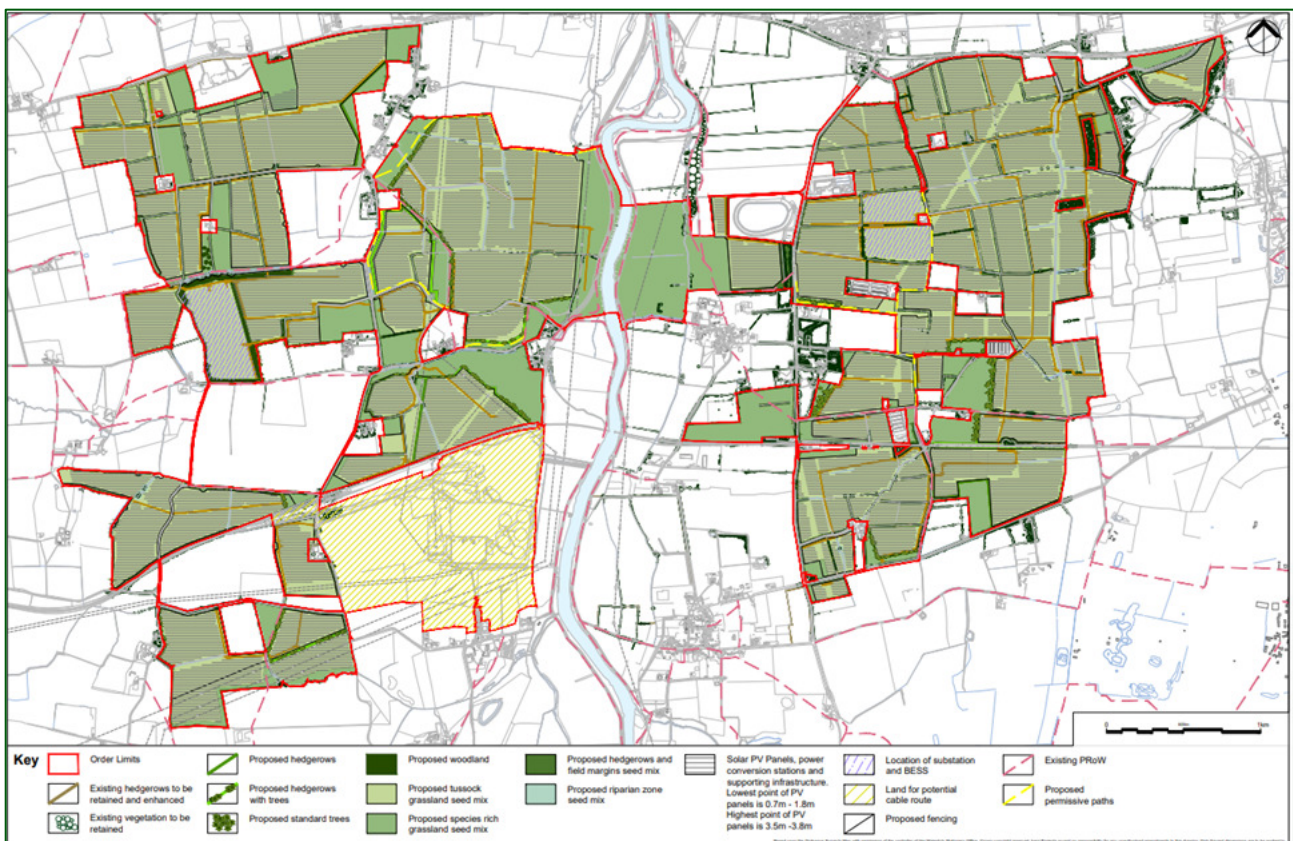 0
1km
Key
Order Limits
Existing hedgerows to be
retained and enhanced
Existing vegetation to be
retained
Proposed hedgerows
Proposed hedgerows
with trees
Proposed standard trees
Proposed woodland
Proposed tussock
grassland seed mix
Proposed species rich
grassland seed mix
Proposed hedgerows and
field margins seed mix
Proposed riparian zone
seed mix
Solar PV Panels, power
conversion stations and
supporting infrastructure.
Lowest point of PV
panels is 0.7m - 1.8m
Highest point of PV
panels is 3.5m -3.8m
Location of substation
and BESS
Land for potential
cable route
Proposed fencing
Existing PRoW
Proposed
permissive paths